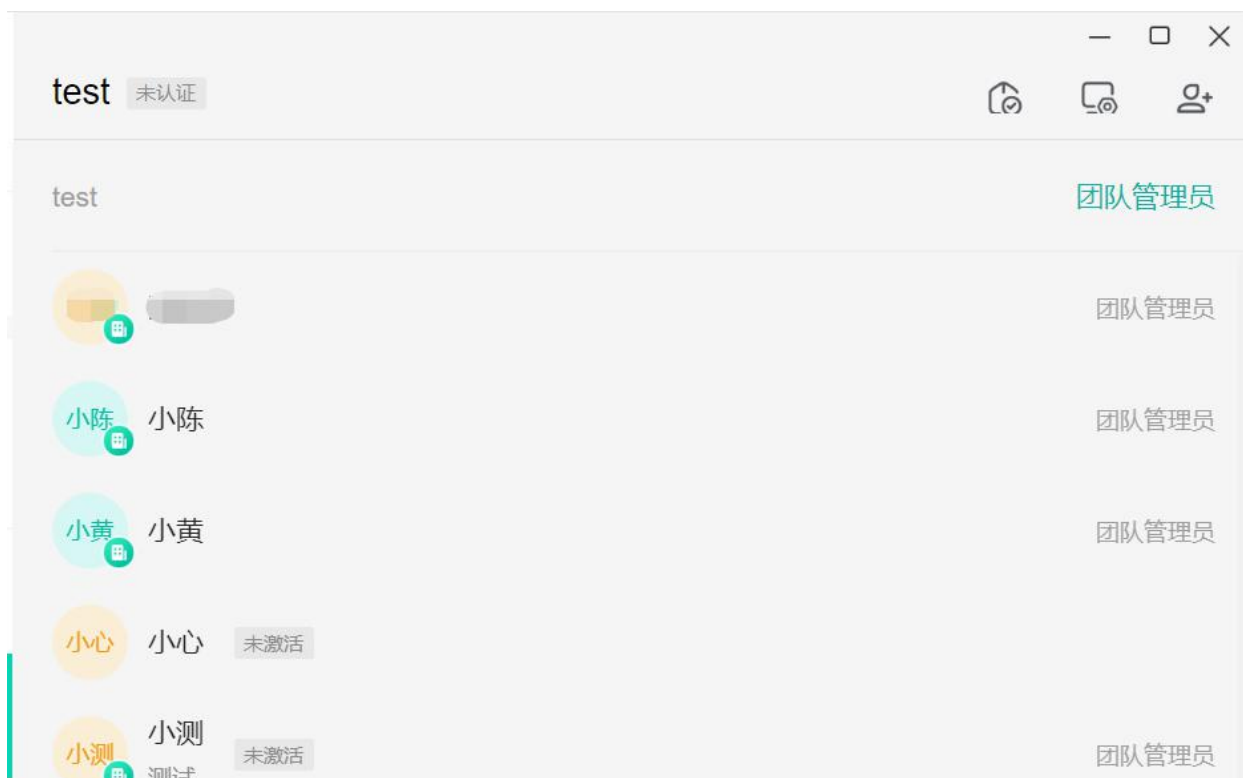 test 未认证
test 团队管理员
团队管理员
小陈 小陈 团队管理员
小黄 小黄 团队管理员
小心 小心 未激活
小测
小测 未激活 团队管理员
测试